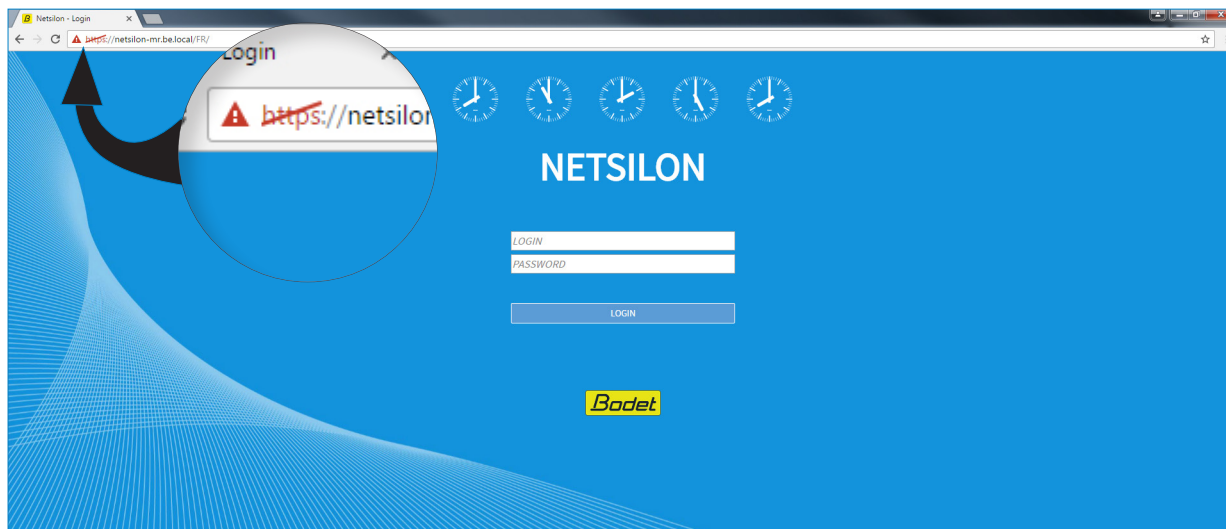 Netsilon - Login
https://netsilon-mr.be.local/FR/
Login
https://netsilon
NETSILON
LOGIN
PASSWORD
LOGIN
Bodet